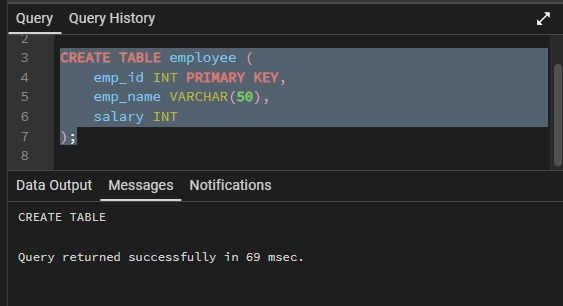 Query Query History
2
3 CREATE TABLE employee (
4 emp_id INT PRIMARY KEY,
5 emp_name VARCHAR(50),
6 salary INT
7 );
8
Data Output Messages Notifications
CREATE TABLE
Query returned successfully in 69 msec.